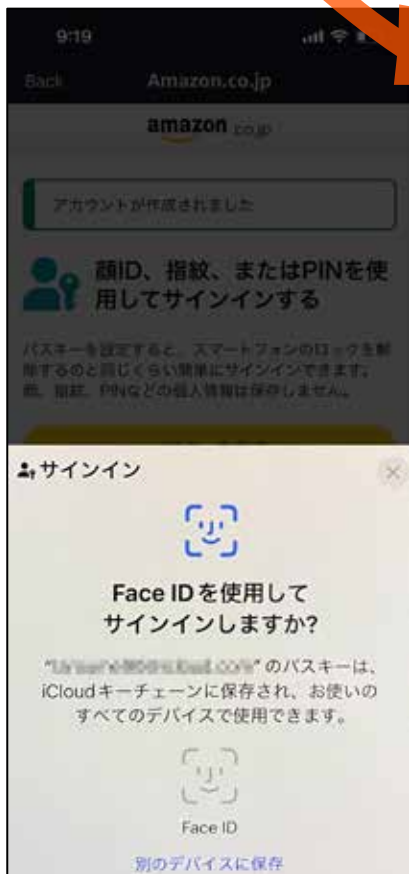 9:19
Back
Amazon.co.jp
amazon.co.jp
アカウントが作成されました
顔ID、指紋、またはPINを使
用してサインインする
パスキーを設定すると、スマートフォンのロックを解
除するのと同じくらい簡単にサインインできます。
顔、指紋、PINなどの個人情報は保存しません。
サインイン
Face IDを使用して
サインインしますか?
のパスキーは、
iCloudキーチェーンに保存され、お使いの
すべてのデバイスで使用できます。
Face ID
別のデバイスに保存